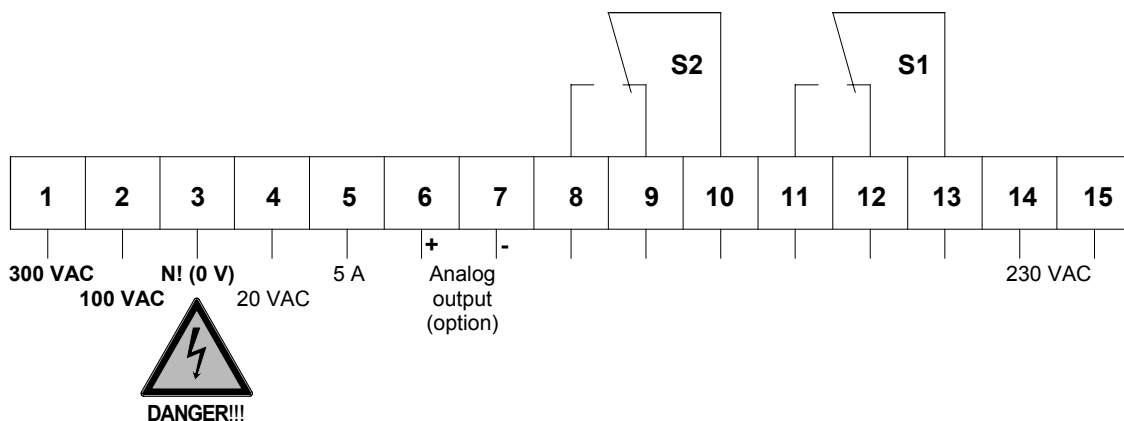 S2 S1
1 2 3 4 5 6 7 8 9 10 11 12 13 14 15
+ -
300 VAC N! (0 V) 5 A Analog 230 VAC
100 VAC 20 VAC output
(option)
DANGER!!!